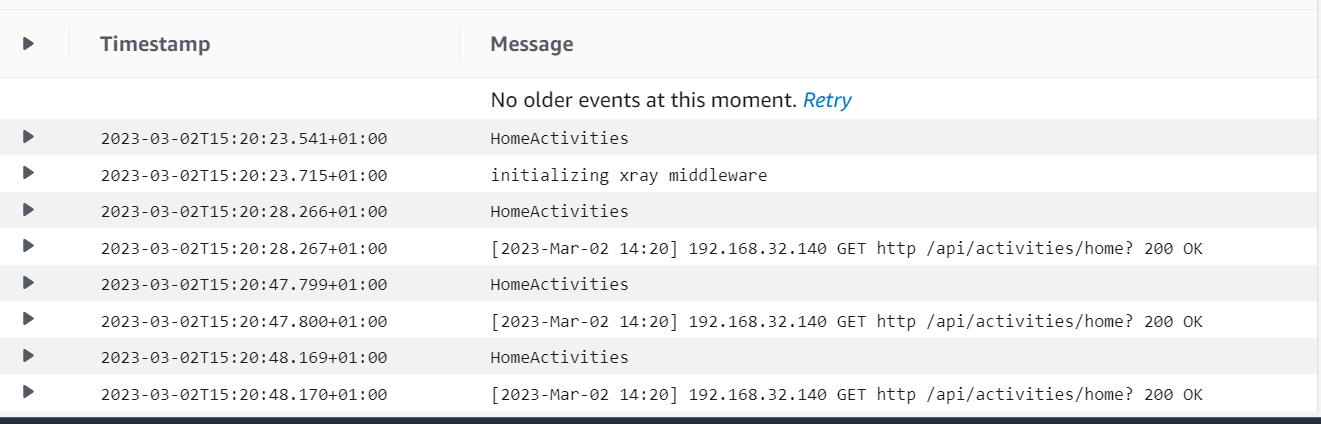 Timestamp Message
No older events at this moment. Retry
2023-03-02T15:20:23.541+01:00 HomeActivities
2023-03-02T15:20:23.715+01:00 initializing xray middleware
2023-03-02T15:20:28.266+01:00 HomeActivities
2023-03-02T15:20:28.267+01:00 [2023-Mar-02 14:20] 192.168.32.140 GET http /api/activities/home? 200 OK
2023-03-02T15:20:47.799+01:00 HomeActivities
2023-03-02T15:20:47.800+01:00 [2023-Mar-02 14:20] 192.168.32.140 GET http /api/activities/home? 200 OK
2023-03-02T15:20:48.169+01:00 HomeActivities
2023-03-02T15:20:48.170+01:00 [2023-Mar-02 14:20] 192.168.32.140 GET http /api/activities/home? 200 OK